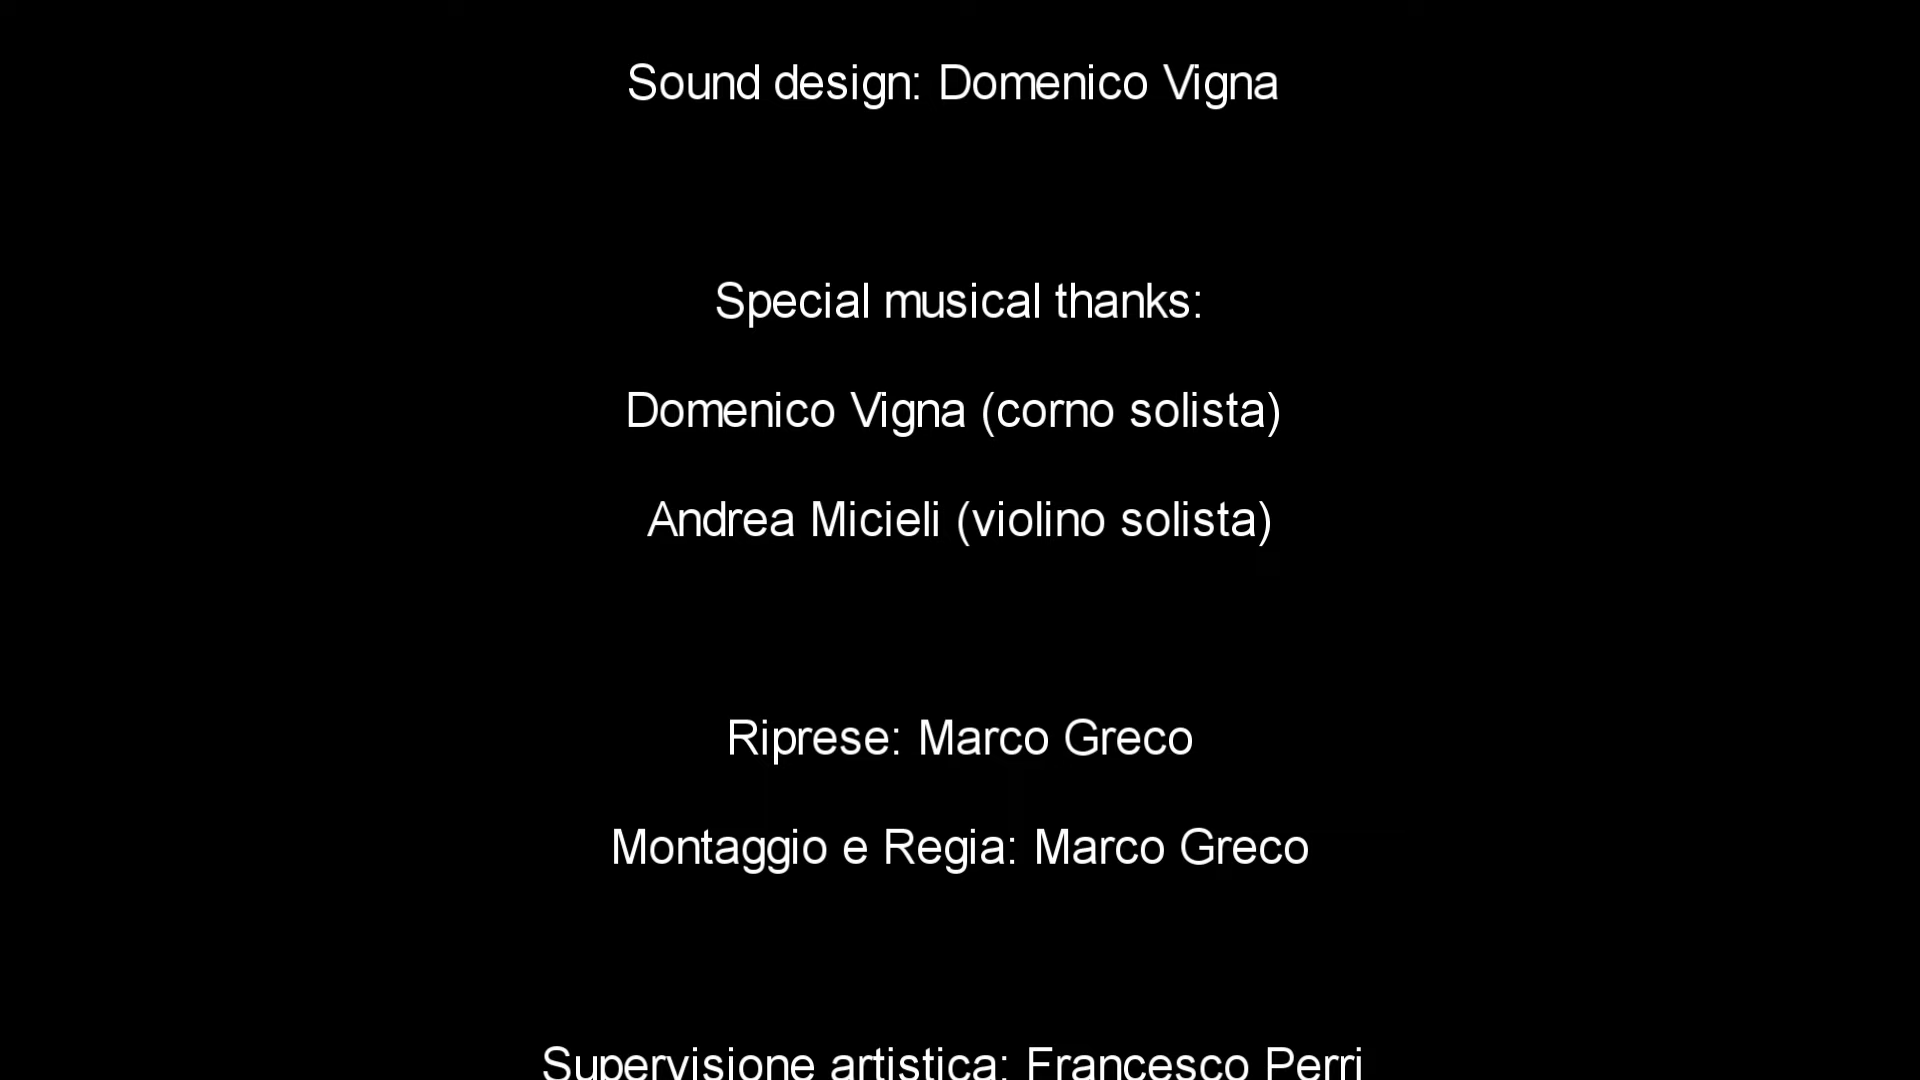 Sound design: Domenico Vigna
Special musical thanks:
Domenico Vigna (corno solista)
Andrea Micieli (violino solista)
Riprese: Marco Greco
Montaggio e Regia: Marco Greco
Supervisione artistica: Francesco Perri